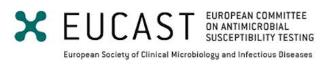 EUCAST
EUROPEAN COMMITTEE
ON ANTIMICROBIAL
SUSCEPTIBILITY TESTING
European Society of Clinical Microbiology and Infectious Diseases